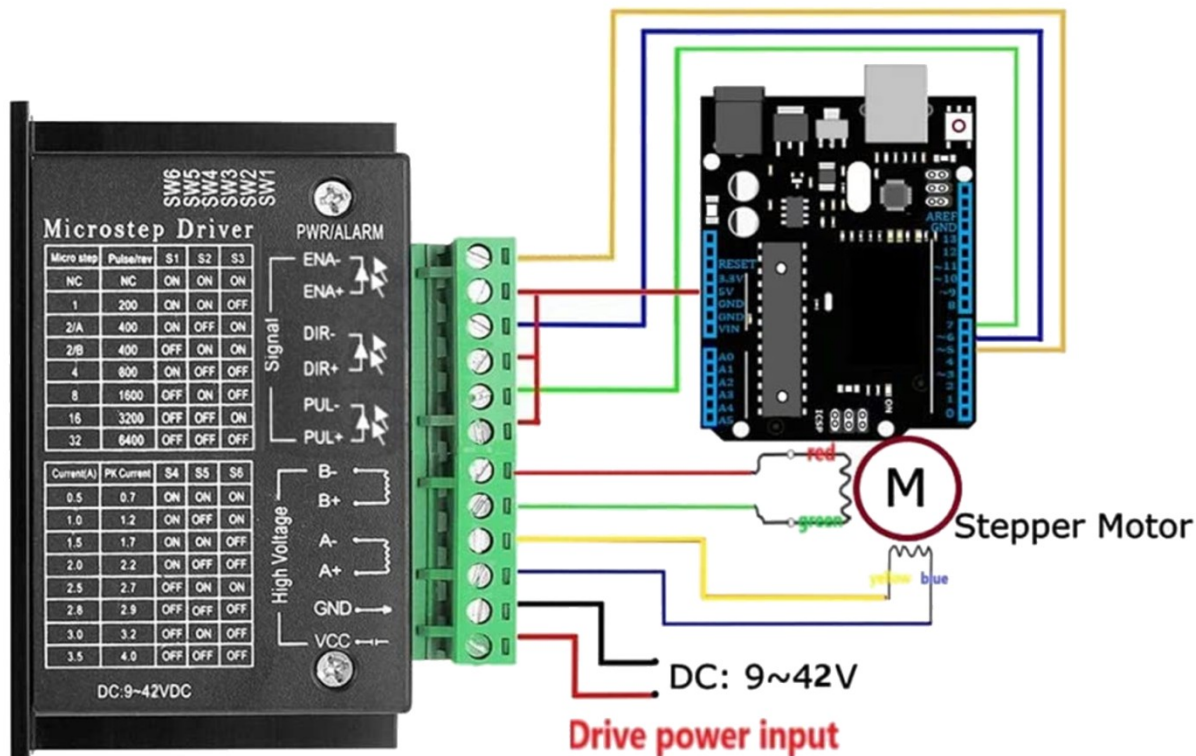 SW6
SW5
SW4
SW3
SW2
SW1
Microstep Driver
PWR/ALARM
Micro step Pulse/rev S1 S2 S3
NC NC ON ON ON
1 200 ON ON OFF
2/A 400 ON OFF ON
2/B 400 OFF ON ON
4 800 ON OFF OFF
8 1600 OFF ON OFF
16 3200 OFF OFF ON
32 6400 OFF OFF OFF
Current(A) PK Current S4 S5 S6
0.5 0.7 ON ON ON
1.0 1.2 ON OFF ON
1.5 1.7 ON ON OFF
2.0 2.2 ON OFF OFF
2.5 2.7 OFF ON ON
2.8 2.9 OFF OFF ON
3.0 3.2 OFF ON OFF
3.5 4.0 OFF OFF OFF
DC:9~42VDC
Signal
ENA-
ENA+
DIR-
DIR+
PUL-
PUL+
High Voltage
B-
B+
A-
A+
GND
VCC
RESET
3.3V
5V
GND
GND
VIN
A0
A1
A2
A3
A4
A5
AREF
GND
13
12
~11
~10
~9
8
7
~6
~5
4
~3
2
1
0
ICSP
ON
red
green
M
Stepper Motor
yellow blue
DC: 9~42V
Drive power input